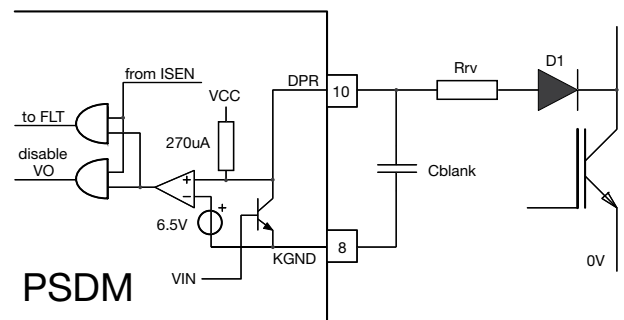 from ISEN
to FLT
disable
VO
VCC
270uA
DPR
10
Rrv
D1
Cblank
+
−
6.5V
+
8
KGND
VIN
0V
PSDM